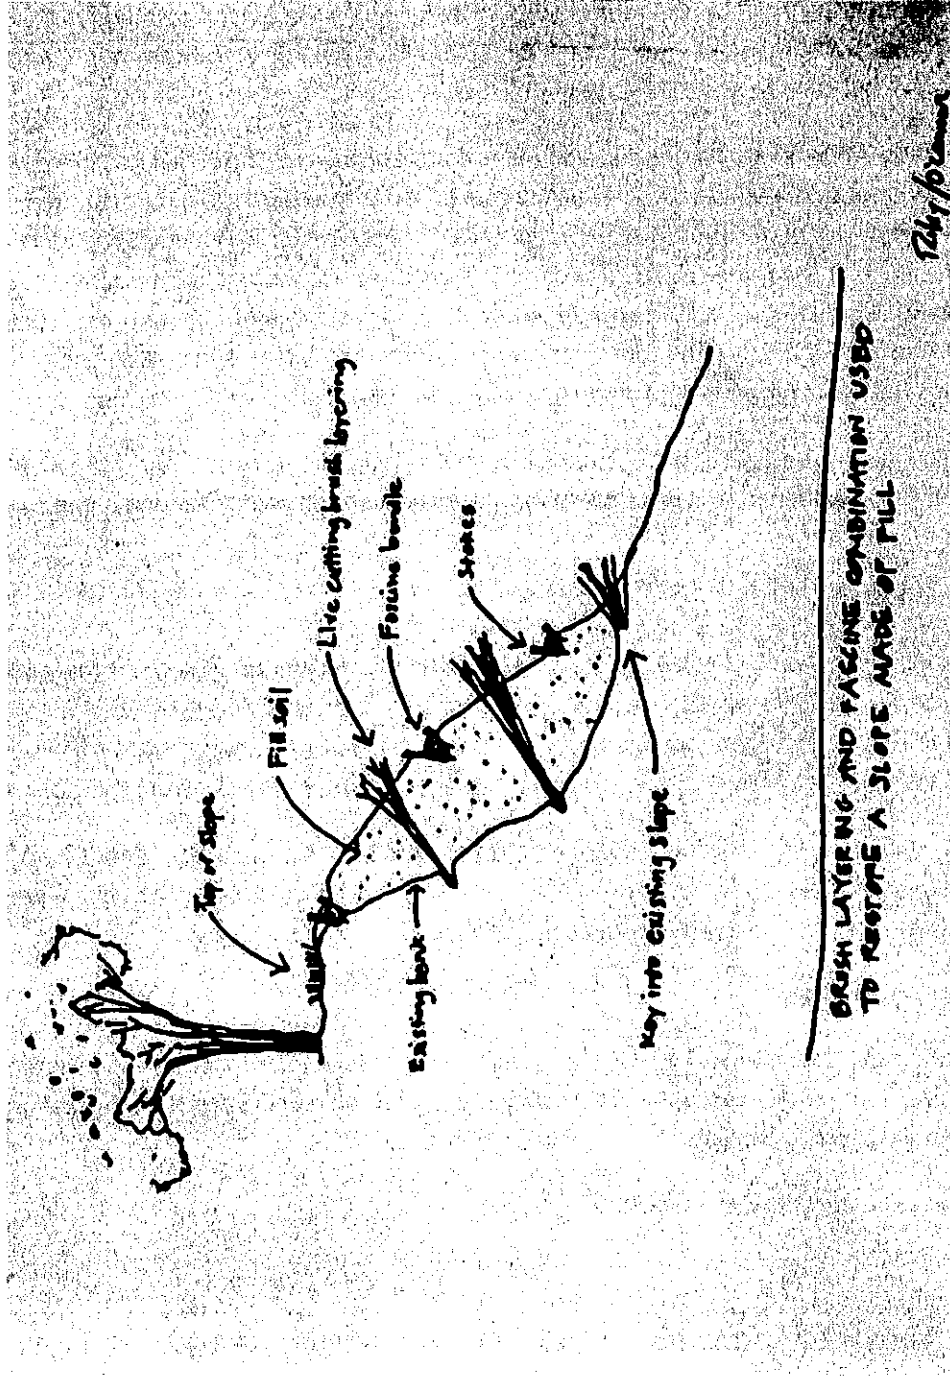 Top of slope
Fill soil
Live cutting brush layering
Fascine bundle
Stakes
Existing bank
Key into existing slope
BRUSH LAYERING AND FASCINE COMBINATION USED
TO RESTORE A SLOPE MADE OF FILL